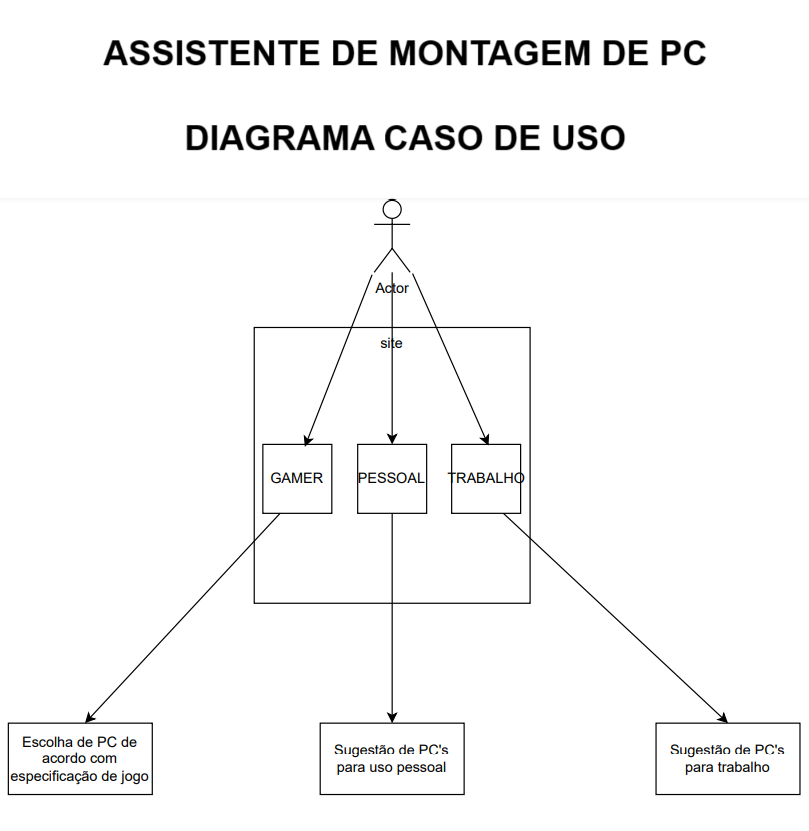 ASSISTENTE DE MONTAGEM DE PC
DIAGRAMA CASO DE USO
Actor
site
GAMER
PESSOAL
TRABALHO
Escolha de PC de
acordo com
especificação de jogo
Sugestão de PC's
para uso pessoal
Sugestão de PC's
para trabalho